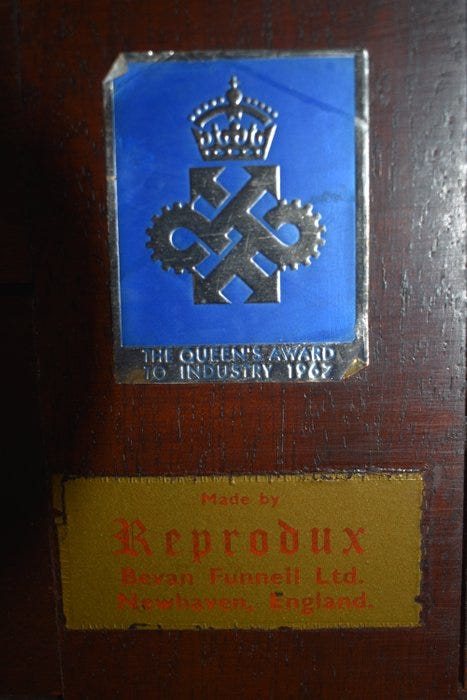 THE QUEEN'S AWARD
TO INDUSTRY 1967
Made by
Reprodux
Bevan Funnell Ltd.
Newhaven, England.